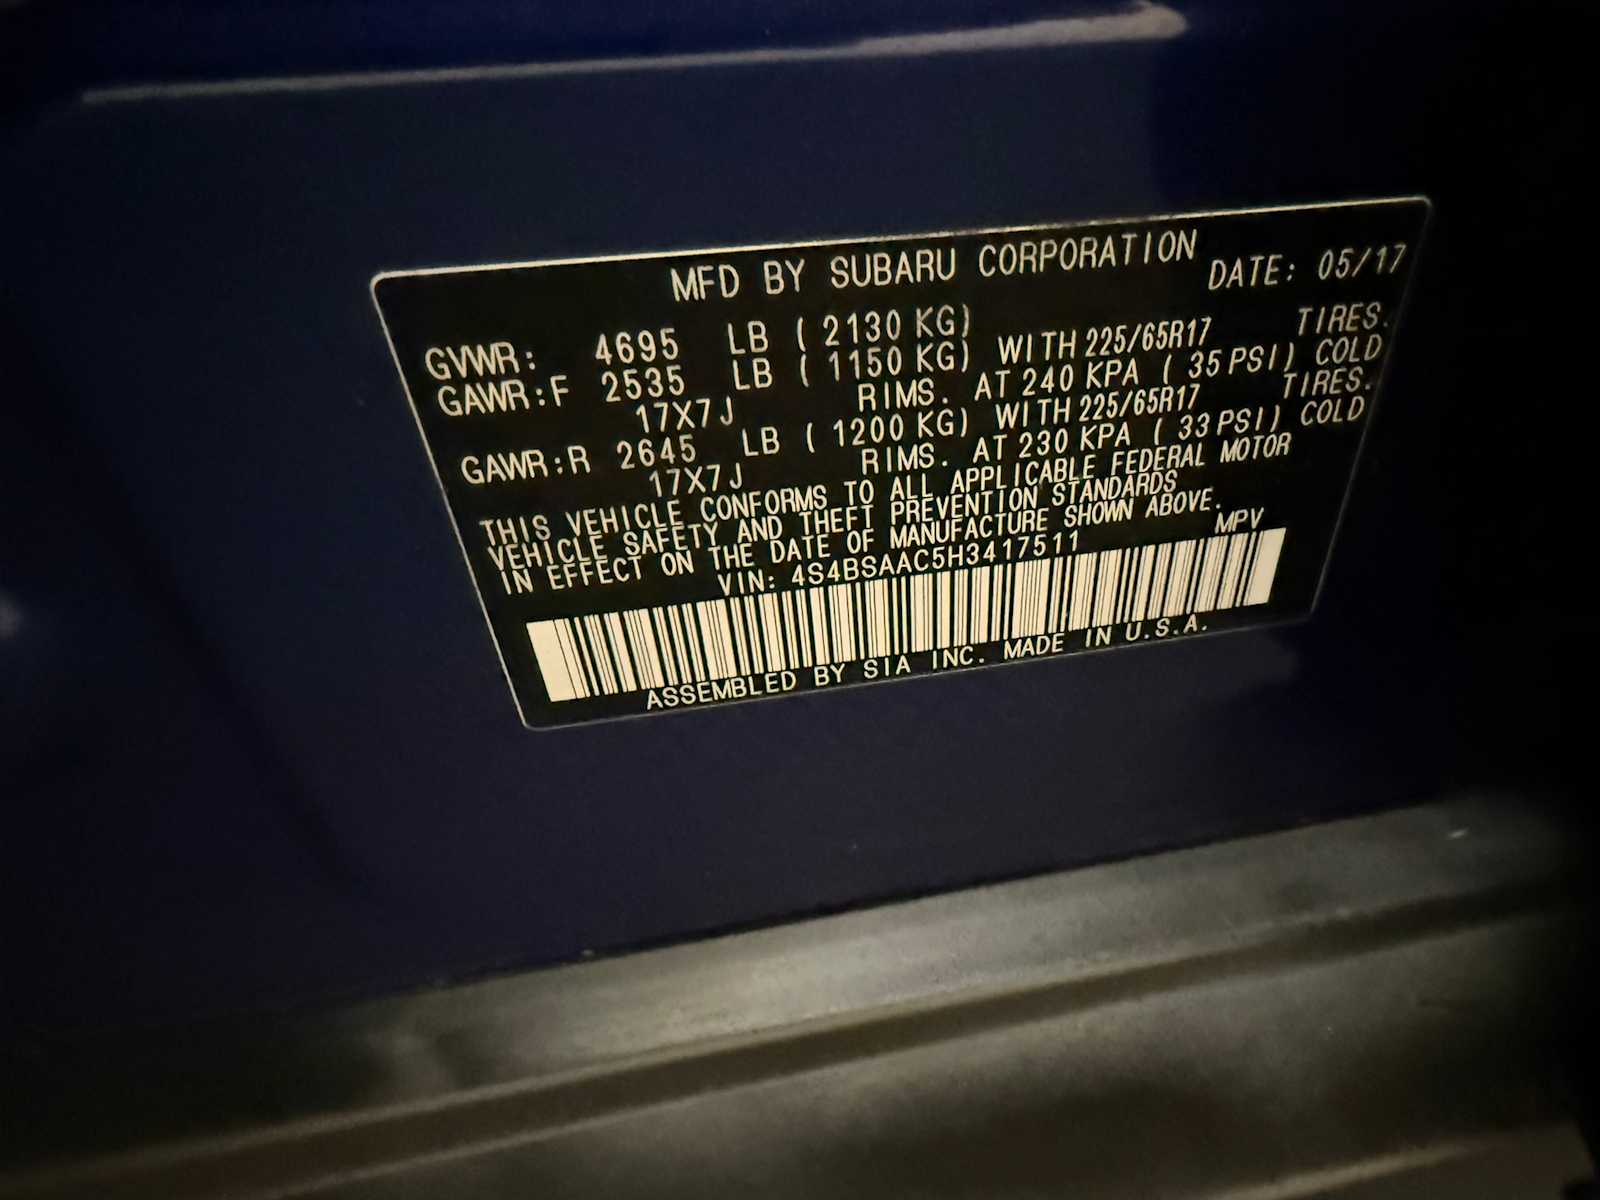 MFD BY SUBARU CORPORATION DATE: 05/17
GVWR: 4695 LB ( 2130 KG)
GAWR:F 2535 LB ( 1150 KG) WITH 225/65R17 TIRES.
17X7J RIMS. AT 240 KPA ( 35 PSI) COLD
GAWR:R 2645 LB ( 1200 KG) WITH 225/65R17 TIRES.
17X7J RIMS. AT 230 KPA ( 33 PSI) COLD
THIS VEHICLE CONFORMS TO ALL APPLICABLE FEDERAL MOTOR
VEHICLE SAFETY AND THEFT PREVENTION STANDARDS
IN EFFECT ON THE DATE OF MANUFACTURE SHOWN ABOVE.
VIN: 4S4BSAAC5H3417511 MPV
ASSEMBLED BY SIA INC. MADE IN U.S.A.